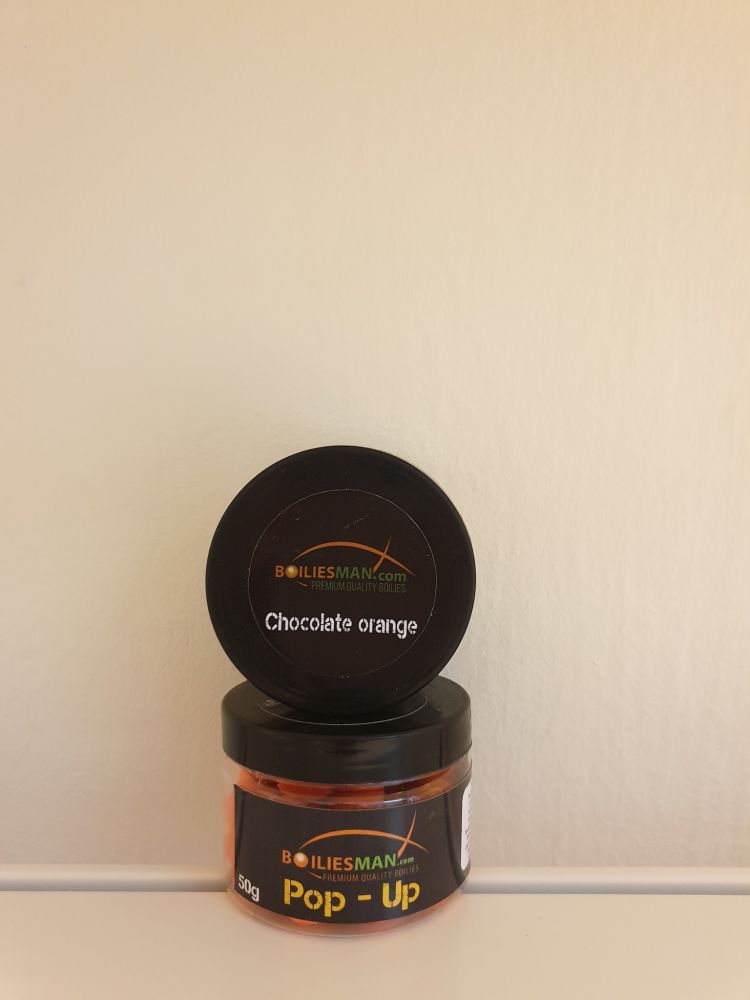 BOILIESMAN.com
PREMIUM QUALITY BOILIES
Chocolate orange
BOILIESMAN.com
PREMIUM QUALITY BOILIES
50g
Pop - Up